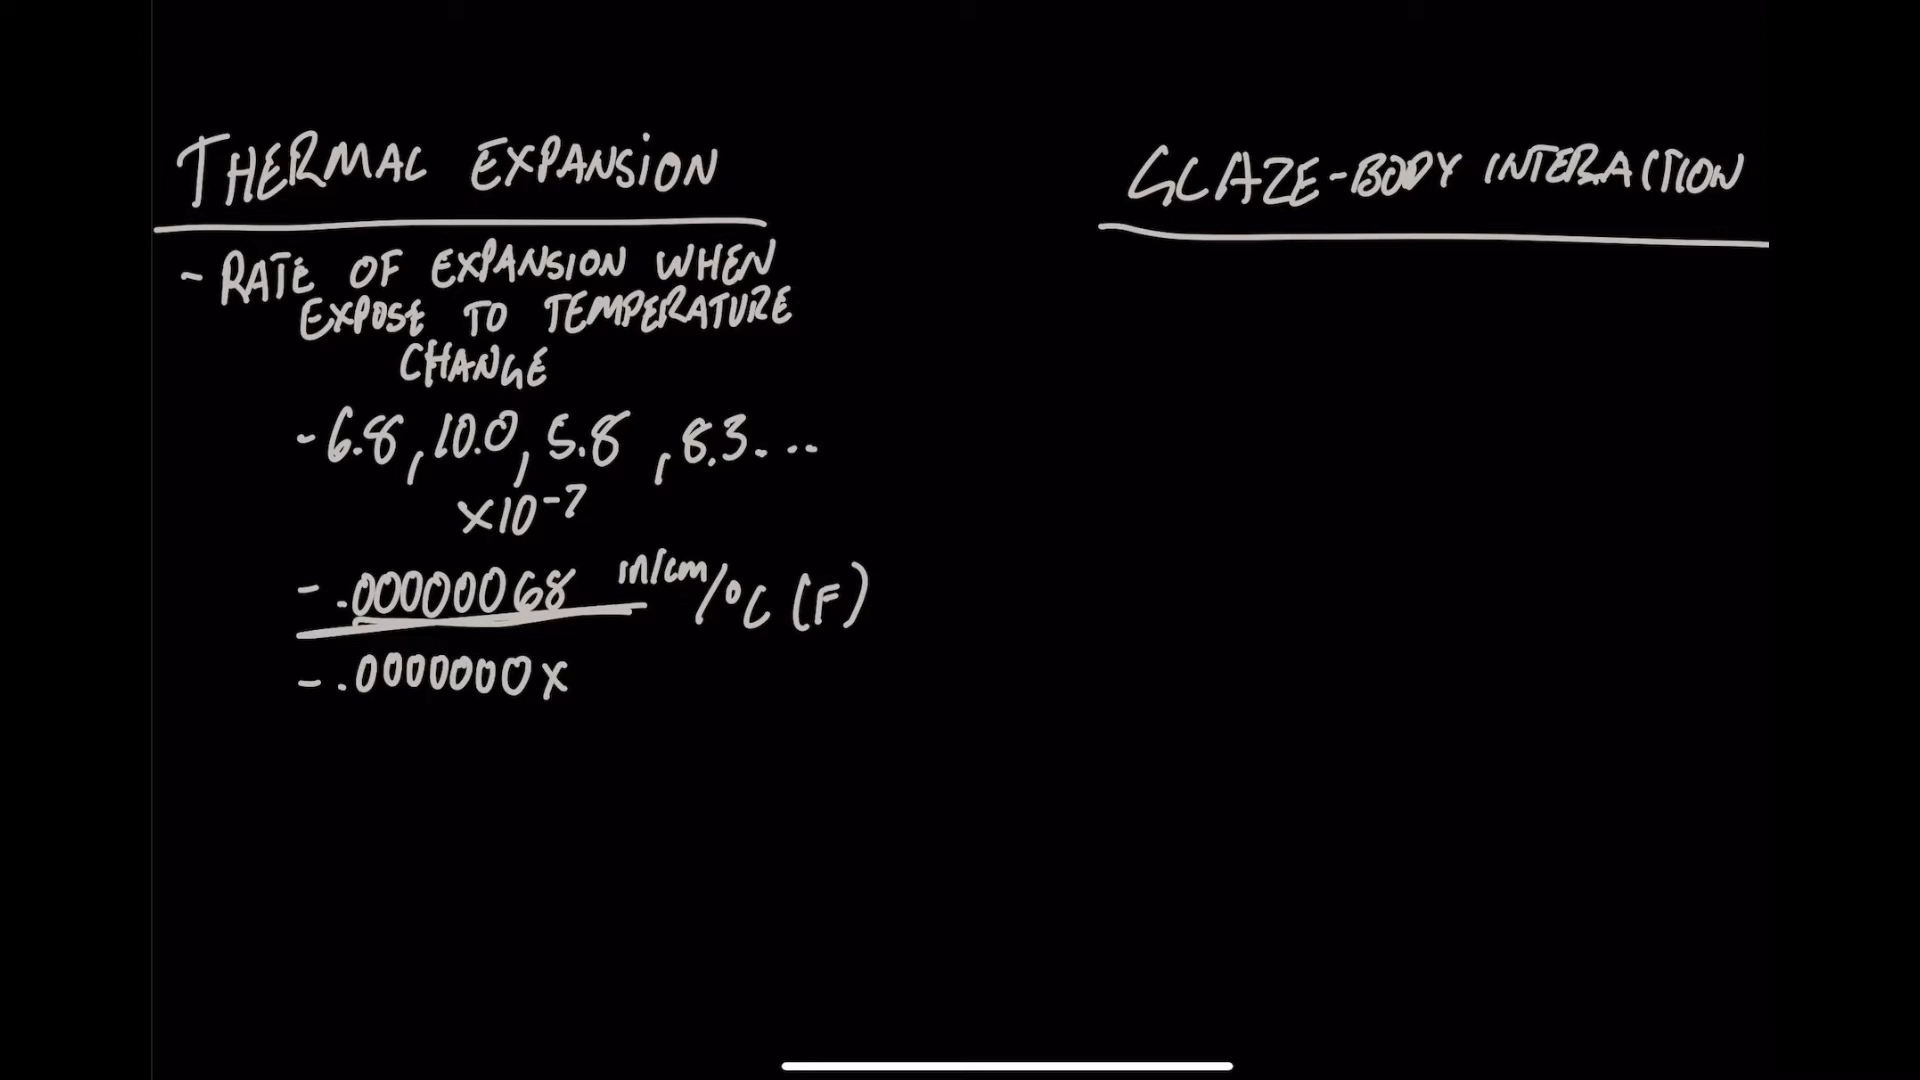 THERMAL EXPANSION
- RATE OF EXPANSION WHEN
EXPOSE TO TEMPERATURE
CHANGE
- 6.8, 10.0, 5.8, 8.3...
x10⁻⁷
- .00000068 in/cm/°C (F)
- .0000000x
GLAZE-BODY INTERACTION